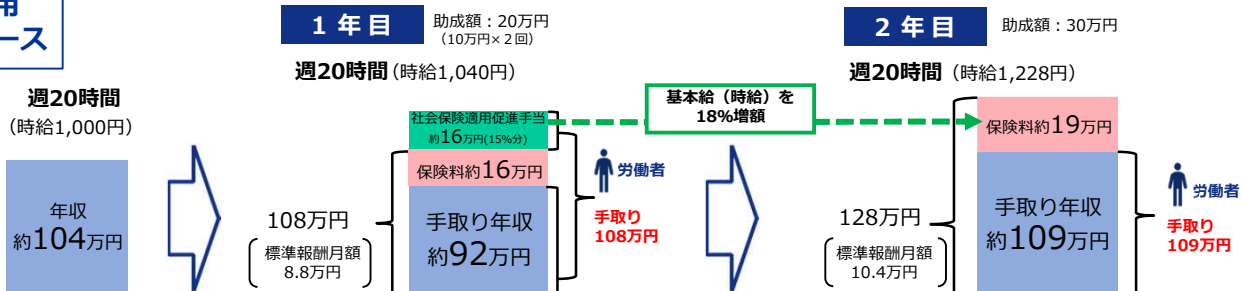 用
ース
週20時間
（時給1,000円）
年収
約104万円
1 年目
助成額：20万円
（10万円×２回）
週20時間（時給1,040円）
社会保険適用促進手当
約16万円(15%分)
保険料約16万円
手取り年収
約92万円
108万円
標準報酬月額
8.8万円
労働者
手取り
108万円
基本給（時給）を
18%増額
2 年目
助成額：30万円
週20時間（時給1,228円）
保険料約19万円
手取り年収
約109万円
128万円
標準報酬月額
10.4万円
労働者
手取り
109万円